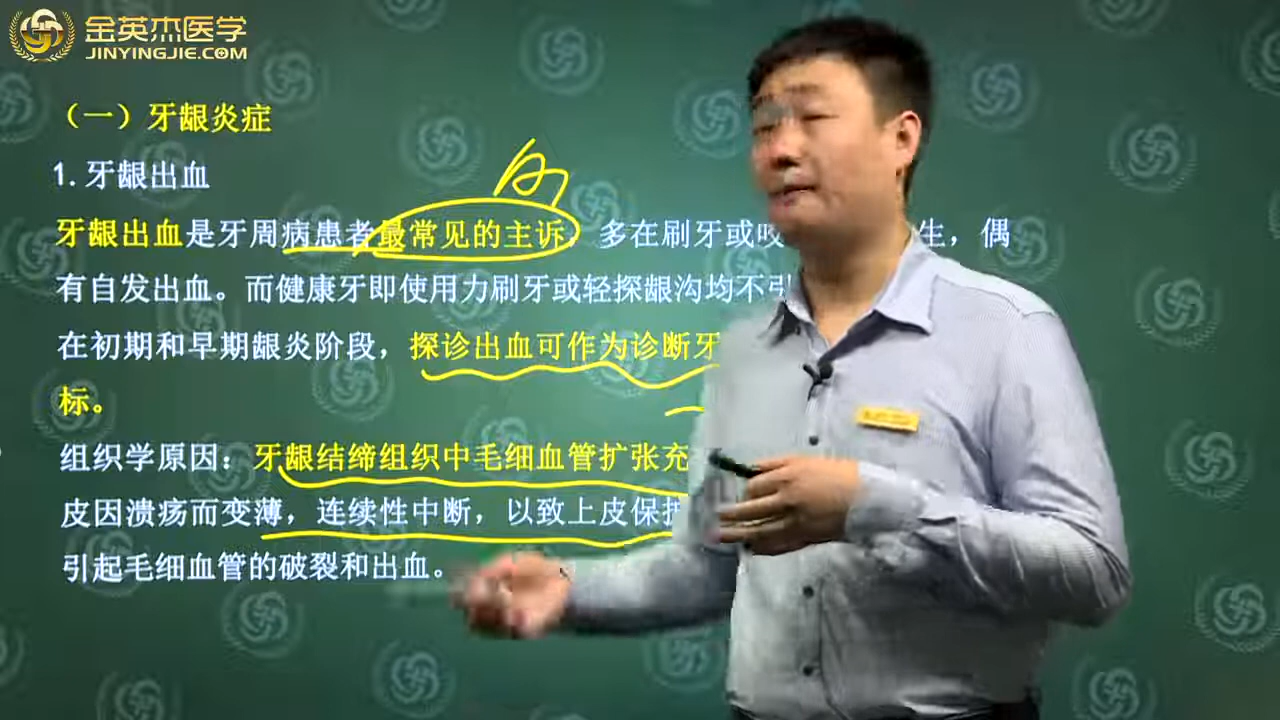 金英杰医学
JINYINGJIE.COM
（一）牙龈炎症
1. 牙龈出血
牙龈出血是牙周病患者最常见的主诉，多在刷牙或咬 生，偶
有自发出血。而健康牙即使用力刷牙或轻探龈沟均不引
在初期和早期龈炎阶段，探诊出血可作为诊断牙
标。
组织学原因：牙龈结缔组织中毛细血管扩张充
皮因溃疡而变薄，连续性中断，以致上皮保护
引起毛细血管的破裂和出血。